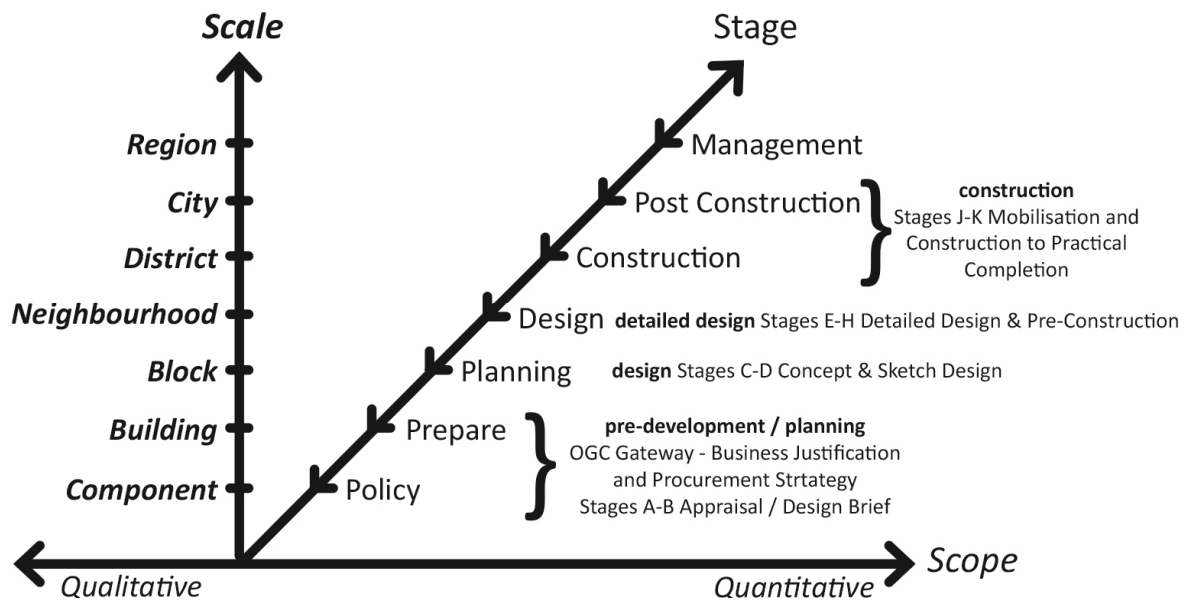 Scale
Stage
Region
Management
City
Post Construction
construction
Stages J-K Mobilisation and
Construction to Practical
Completion
District
Construction
Neighbourhood
Design
detailed design Stages E-H Detailed Design & Pre-Construction
Block
Planning
design Stages C-D Concept & Sketch Design
Building
Prepare
pre-development / planning
OGC Gateway - Business Justification
and Procurement Strtategy
Stages A-B Appraisal / Design Brief
Component
Policy
Scope
Qualitative
Quantitative